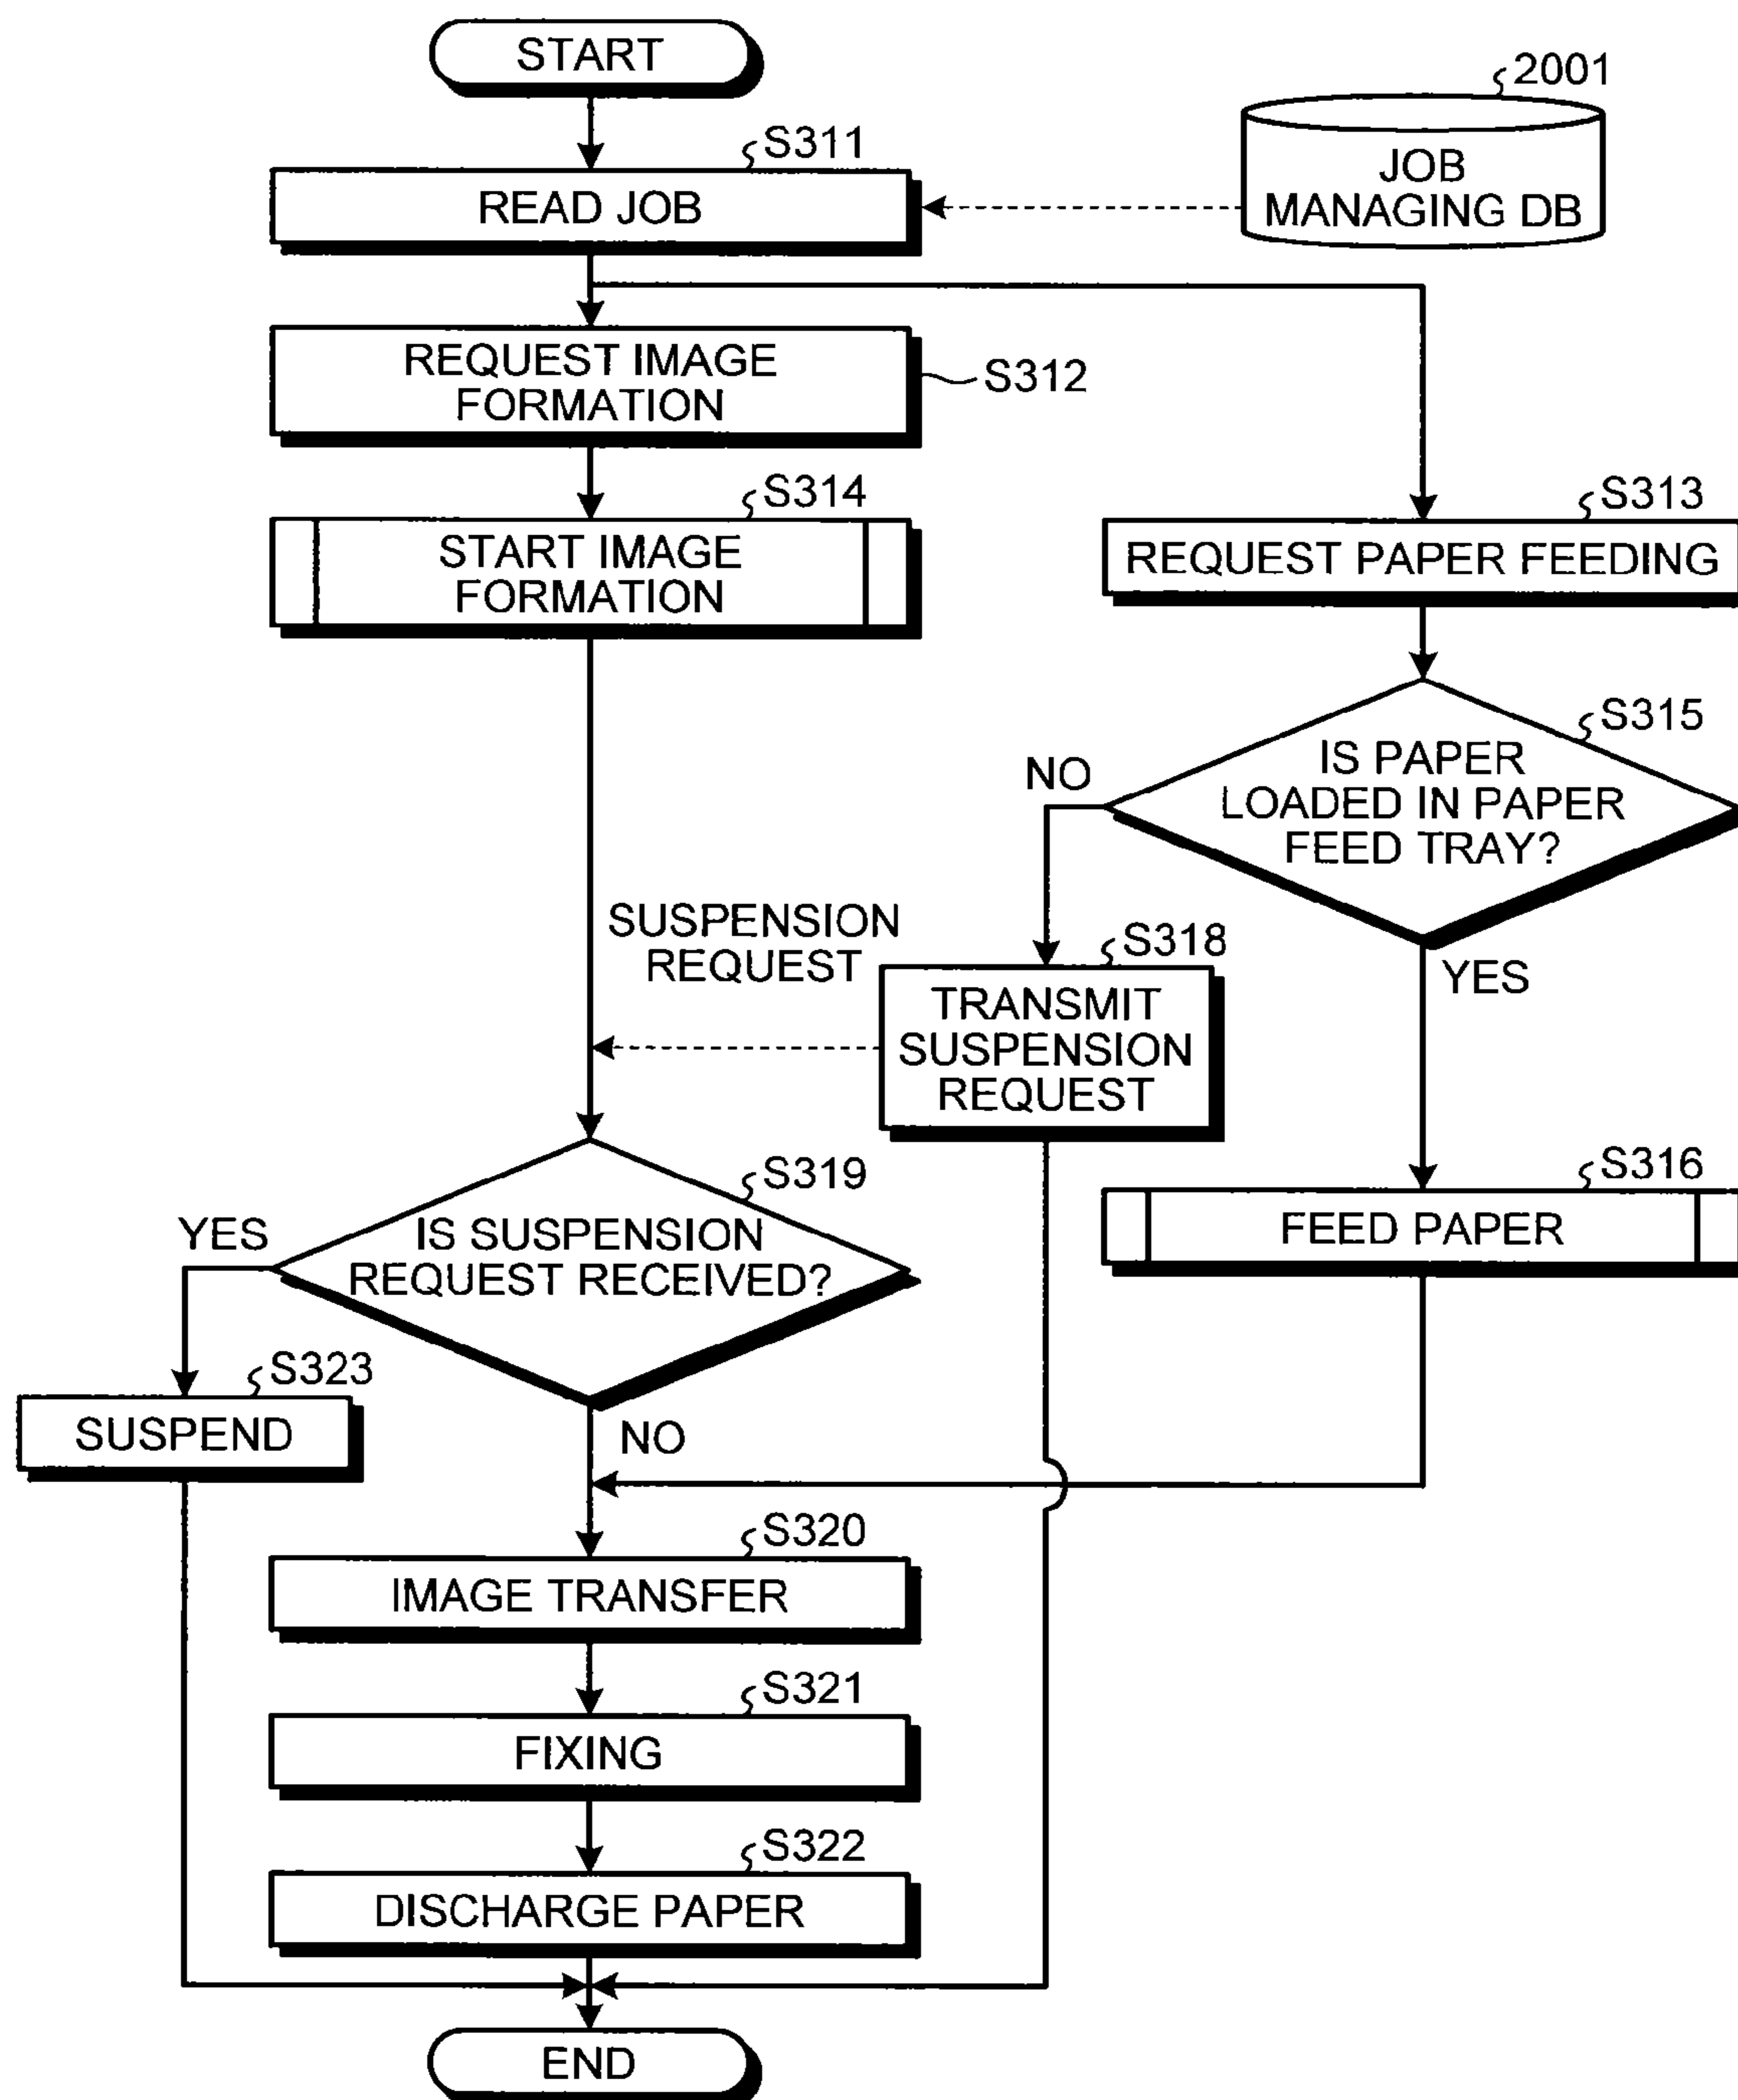 START
2001
JOB
MANAGING DB
S311
READ JOB
REQUEST IMAGE
FORMATION
S312
S314
START IMAGE
FORMATION
S313
REQUEST PAPER FEEDING
S315
IS PAPER
LOADED IN PAPER
FEED TRAY?
NO
YES
SUSPENSION
REQUEST
S318
TRANSMIT
SUSPENSION
REQUEST
S316
FEED PAPER
S319
IS SUSPENSION
REQUEST RECEIVED?
YES
NO
S323
SUSPEND
S320
IMAGE TRANSFER
S321
FIXING
S322
DISCHARGE PAPER
END